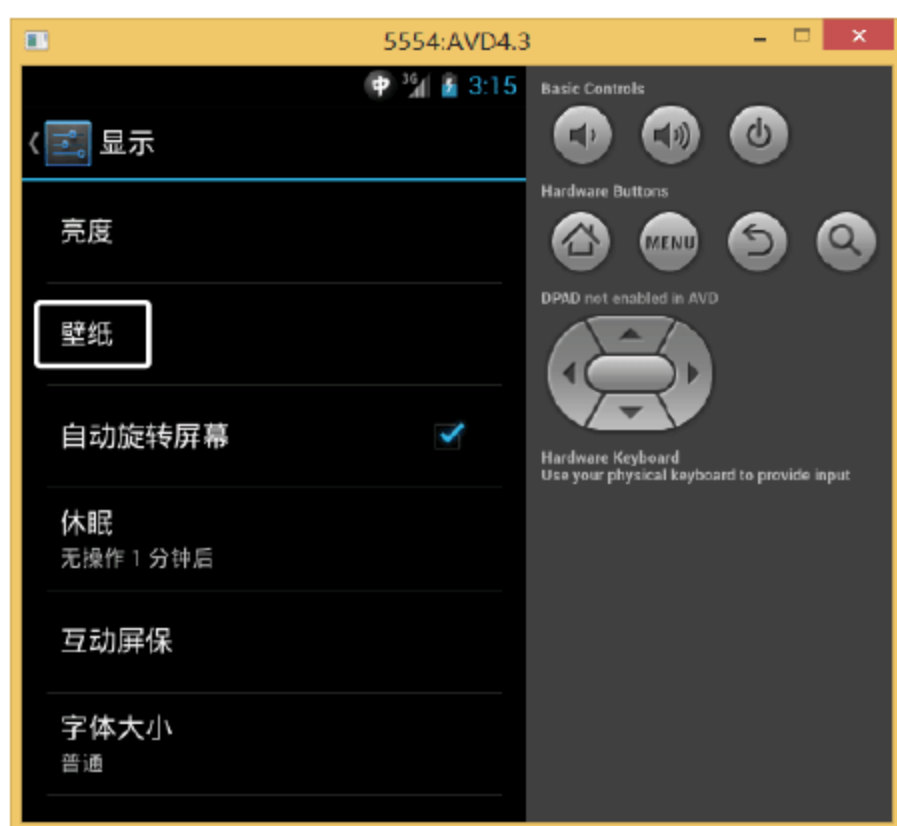 5554:AVD4.3
中 3G 3:15
显示
亮度
壁纸
自动旋转屏幕
休眠
无操作 1 分钟后
互动屏保
字体大小
普通
Basic Controls
Hardware Buttons
MENU
DPAD not enabled in AVD
Hardware Keyboard
Use your physical keyboard to provide input